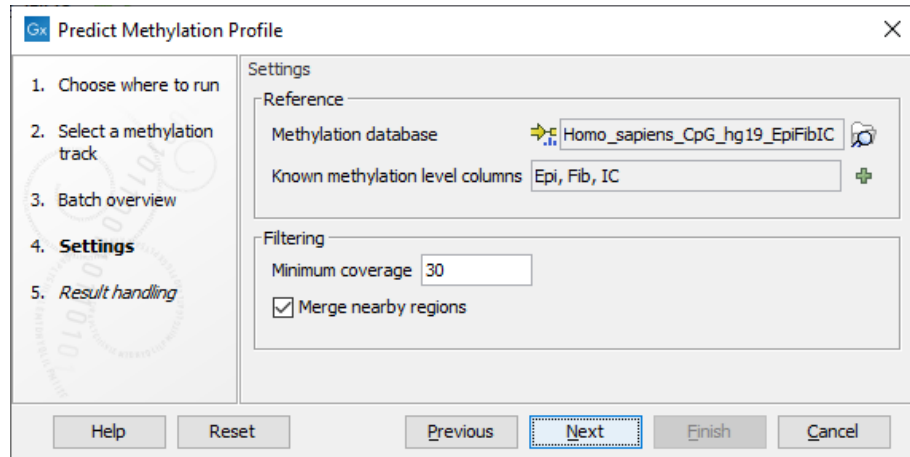 Gx Predict Methylation Profile
1. Choose where to run
2. Select a methylation
track
3. Batch overview
4. Settings
5. Result handling
Settings
Reference
Methylation database Homo_sapiens_CpG_hg19_EpiFibIC
Known methylation level columns Epi, Fib, IC
Filtering
Minimum coverage 30
Merge nearby regions
Help Reset Previous Next Finish Cancel